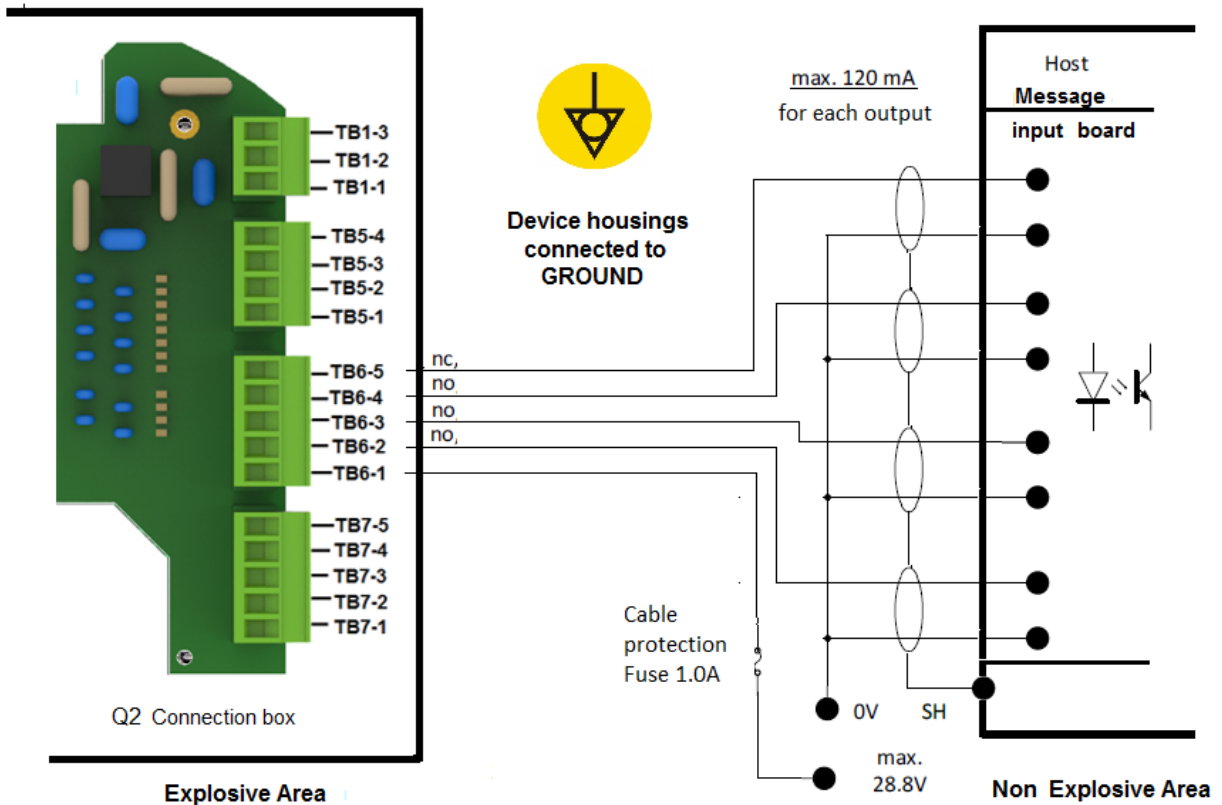 TB1-3
TB1-2
TB1-1
TB5-4
TB5-3
TB5-2
TB5-1
TB6-5
TB6-4
TB6-3
TB6-2
TB6-1
TB7-5
TB7-4
TB7-3
TB7-2
TB7-1
nc,
no
no,
no,
Q2 Connection box
Explosive Area
Device housings
connected to
GROUND
max. 120 mA
for each output
Host
Message
input board
Cable
protection
Fuse 1.0A
0V
SH
max.
28.8V
Non Explosive Area